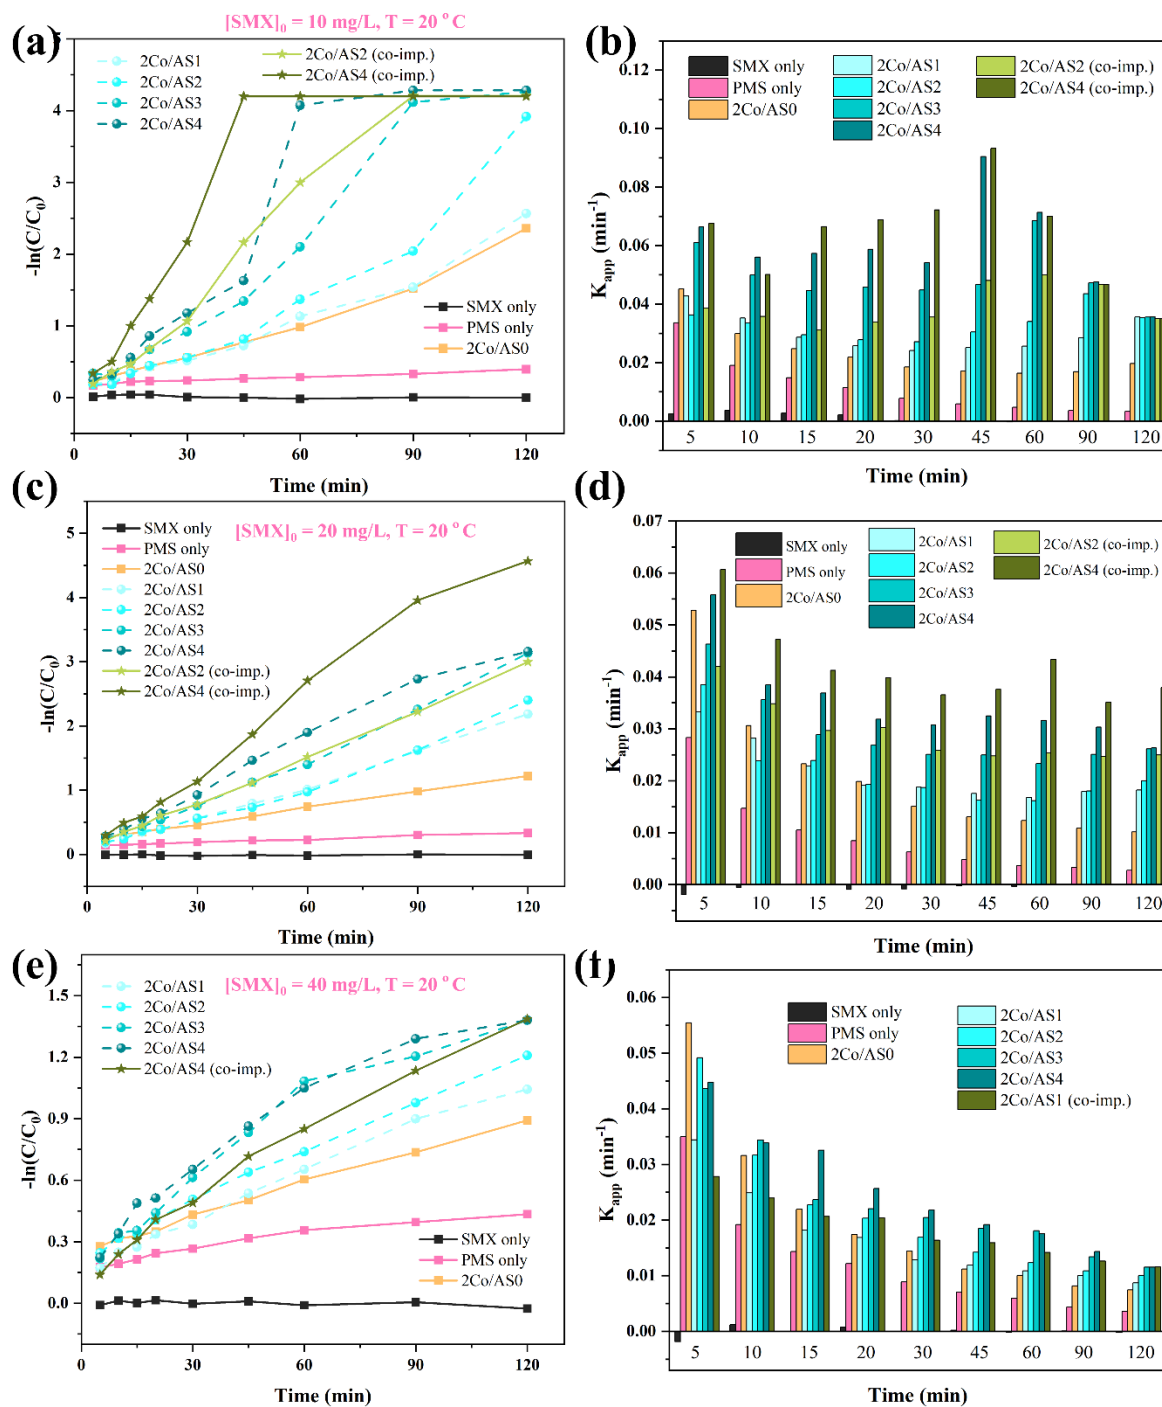 (a)
[SMX]0 = 10 mg/L, T = 20 °C
2Co/AS1
2Co/AS2
2Co/AS3
2Co/AS4
2Co/AS2 (co-imp.)
2Co/AS4 (co-imp.)
SMX only
PMS only
2Co/AS0
-ln(C/C0)
4
3
2
1
0
0 30 60 90 120
Time (min)
(b)
SMX only
PMS only
2Co/AS0
2Co/AS1
2Co/AS2
2Co/AS3
2Co/AS4
2Co/AS2 (co-imp.)
2Co/AS4 (co-imp.)
Kapp (min-1)
0.12
0.10
0.08
0.06
0.04
0.02
0.00
5 10 15 20 30 45 60 90 120
Time (min)
(c)
[SMX]0 = 20 mg/L, T = 20 °C
SMX only
PMS only
2Co/AS0
2Co/AS1
2Co/AS2
2Co/AS3
2Co/AS4
2Co/AS2 (co-imp.)
2Co/AS4 (co-imp.)
-ln(C/C0)
5
4
3
2
1
0
0 30 60 90 120
Time (min)
(d)
SMX only
PMS only
2Co/AS0
2Co/AS1
2Co/AS2
2Co/AS3
2Co/AS4
2Co/AS2 (co-imp.)
2Co/AS4 (co-imp.)
Kapp (min-1)
0.07
0.06
0.05
0.04
0.03
0.02
0.01
0.00
5 10 15 20 30 45 60 90 120
Time (min)
(e)
[SMX]0 = 40 mg/L, T = 20 °C
2Co/AS1
2Co/AS2
2Co/AS3
2Co/AS4
2Co/AS4 (co-imp.)
SMX only
PMS only
2Co/AS0
-ln(C/C0)
1.5
1.2
0.9
0.6
0.3
0.0
0 30 60 90 120
Time (min)
(f)
SMX only
PMS only
2Co/AS0
2Co/AS1
2Co/AS2
2Co/AS3
2Co/AS4
2Co/AS1 (co-imp.)
Kapp (min-1)
0.06
0.05
0.04
0.03
0.02
0.01
0.00
5 10 15 20 30 45 60 90 120
Time (min)